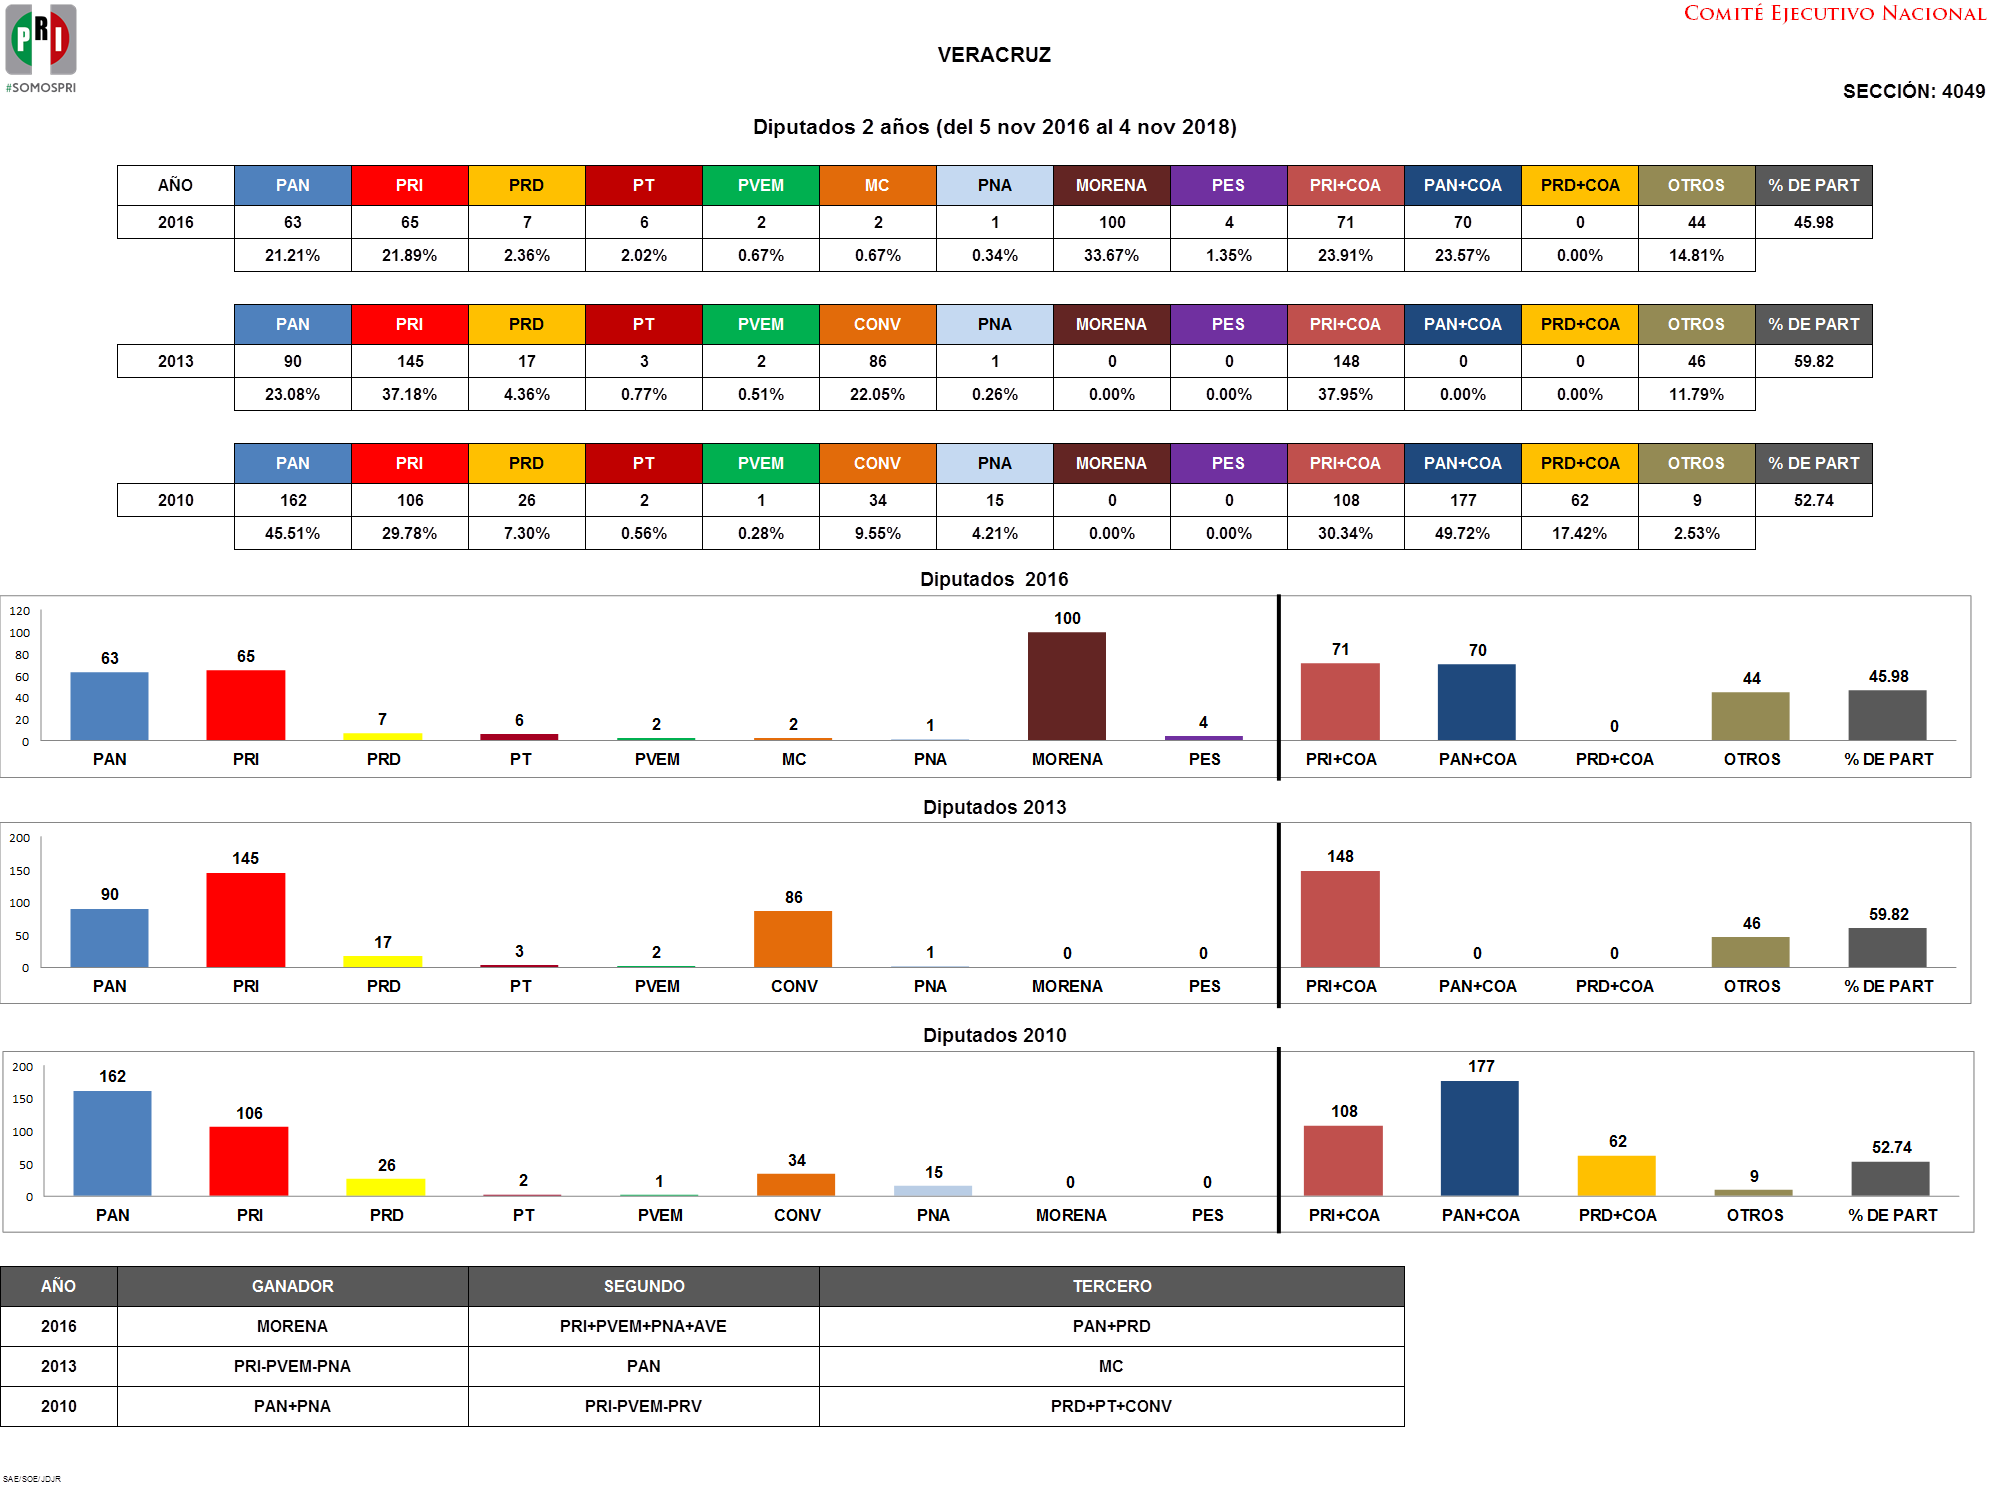 COMITÉ EJECUTIVO NACIONAL
PRI
#SOMOSPRI
VERACRUZ
SECCIÓN: 4049
Diputados 2 años (del 5 nov 2016 al 4 nov 2018)
AÑO PAN PRI PRD PT PVEM MC PNA MORENA PES PRI+COA PAN+COA PRD+COA OTROS % DE PART
2016 63 65 7 6 2 2 1 100 4 71 70 0 44 45.98
21.21% 21.89% 2.36% 2.02% 0.67% 0.67% 0.34% 33.67% 1.35% 23.91% 23.57% 0.00% 14.81%
PAN PRI PRD PT PVEM CONV PNA MORENA PES PRI+COA PAN+COA PRD+COA OTROS % DE PART
2013 90 145 17 3 2 86 1 0 0 148 0 0 46 59.82
23.08% 37.18% 4.36% 0.77% 0.51% 22.05% 0.26% 0.00% 0.00% 37.95% 0.00% 0.00% 11.79%
PAN PRI PRD PT PVEM CONV PNA MORENA PES PRI+COA PAN+COA PRD+COA OTROS % DE PART
2010 162 106 26 2 1 34 15 0 0 108 177 62 9 52.74
45.51% 29.78% 7.30% 0.56% 0.28% 9.55% 4.21% 0.00% 0.00% 30.34% 49.72% 17.42% 2.53%
Diputados 2016
120
100
80
60
40
20
0
63 65 7 6 2 2 1 100 4 71 70 0 44 45.98
PAN PRI PRD PT PVEM MC PNA MORENA PES PRI+COA PAN+COA PRD+COA OTROS % DE PART
Diputados 2013
200
150
100
50
0
90 145 17 3 2 86 1 0 0 148 0 0 46 59.82
PAN PRI PRD PT PVEM CONV PNA MORENA PES PRI+COA PAN+COA PRD+COA OTROS % DE PART
Diputados 2010
200
150
100
50
0
162 106 26 2 1 34 15 0 0 108 177 62 9 52.74
PAN PRI PRD PT PVEM CONV PNA MORENA PES PRI+COA PAN+COA PRD+COA OTROS % DE PART
AÑO GANADOR SEGUNDO TERCERO
2016 MORENA PRI+PVEM+PNA+AVE PAN+PRD
2013 PRI-PVEM-PNA PAN MC
2010 PAN+PNA PRI-PVEM-PRV PRD+PT+CONV
SAE/SOE/JDJR